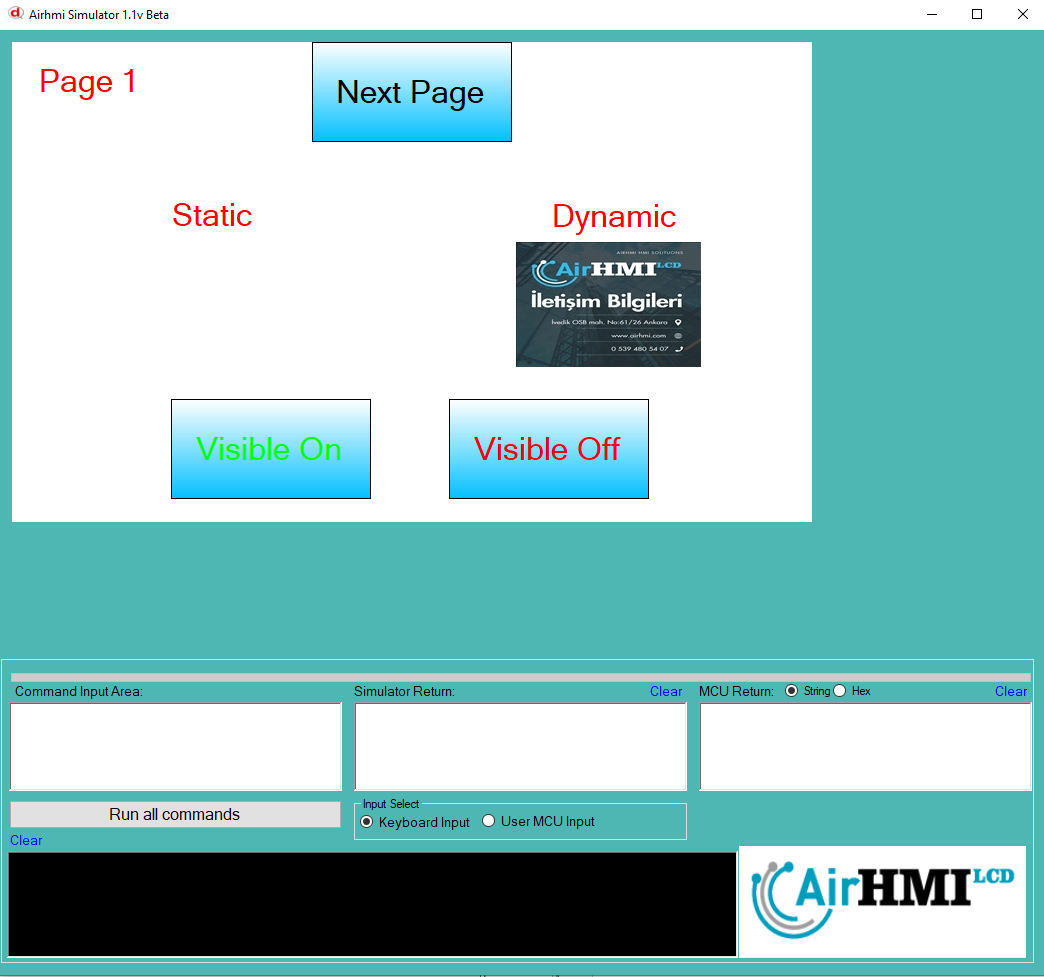 Airhmi Simulator 1.1v Beta
Page 1
Next Page
Static
Dynamic
AIRHMI HMI SOLITUONS
AirHMI LCD
İletişim Bilgileri
İvedik OSB mah. No:61/26 Ankara
www.airhmi.com
0 539 480 54 07
Visible On
Visible Off
Command Input Area:
Simulator Return:
Clear
MCU Return:
String
Hex
Clear
Run all commands
Input Select
Keyboard Input
User MCU Input
Clear
AirHMI LCD